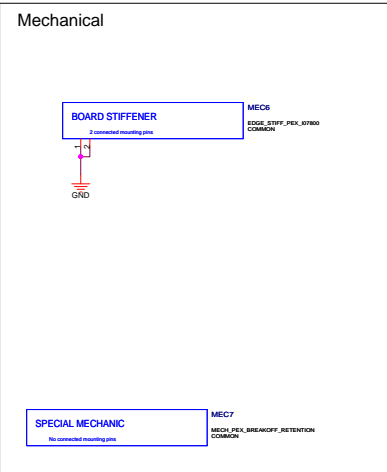 Mechanical
BOARD STIFFENER
2 connected mounting pins
MEC6
EDGE_STIFF_PEX_I07800
COMMON
1
2
GND
SPECIAL MECHANIC
No connected mounting pins
MEC7
MECH_PEX_BREAKOFF_RETENTION
COMMON